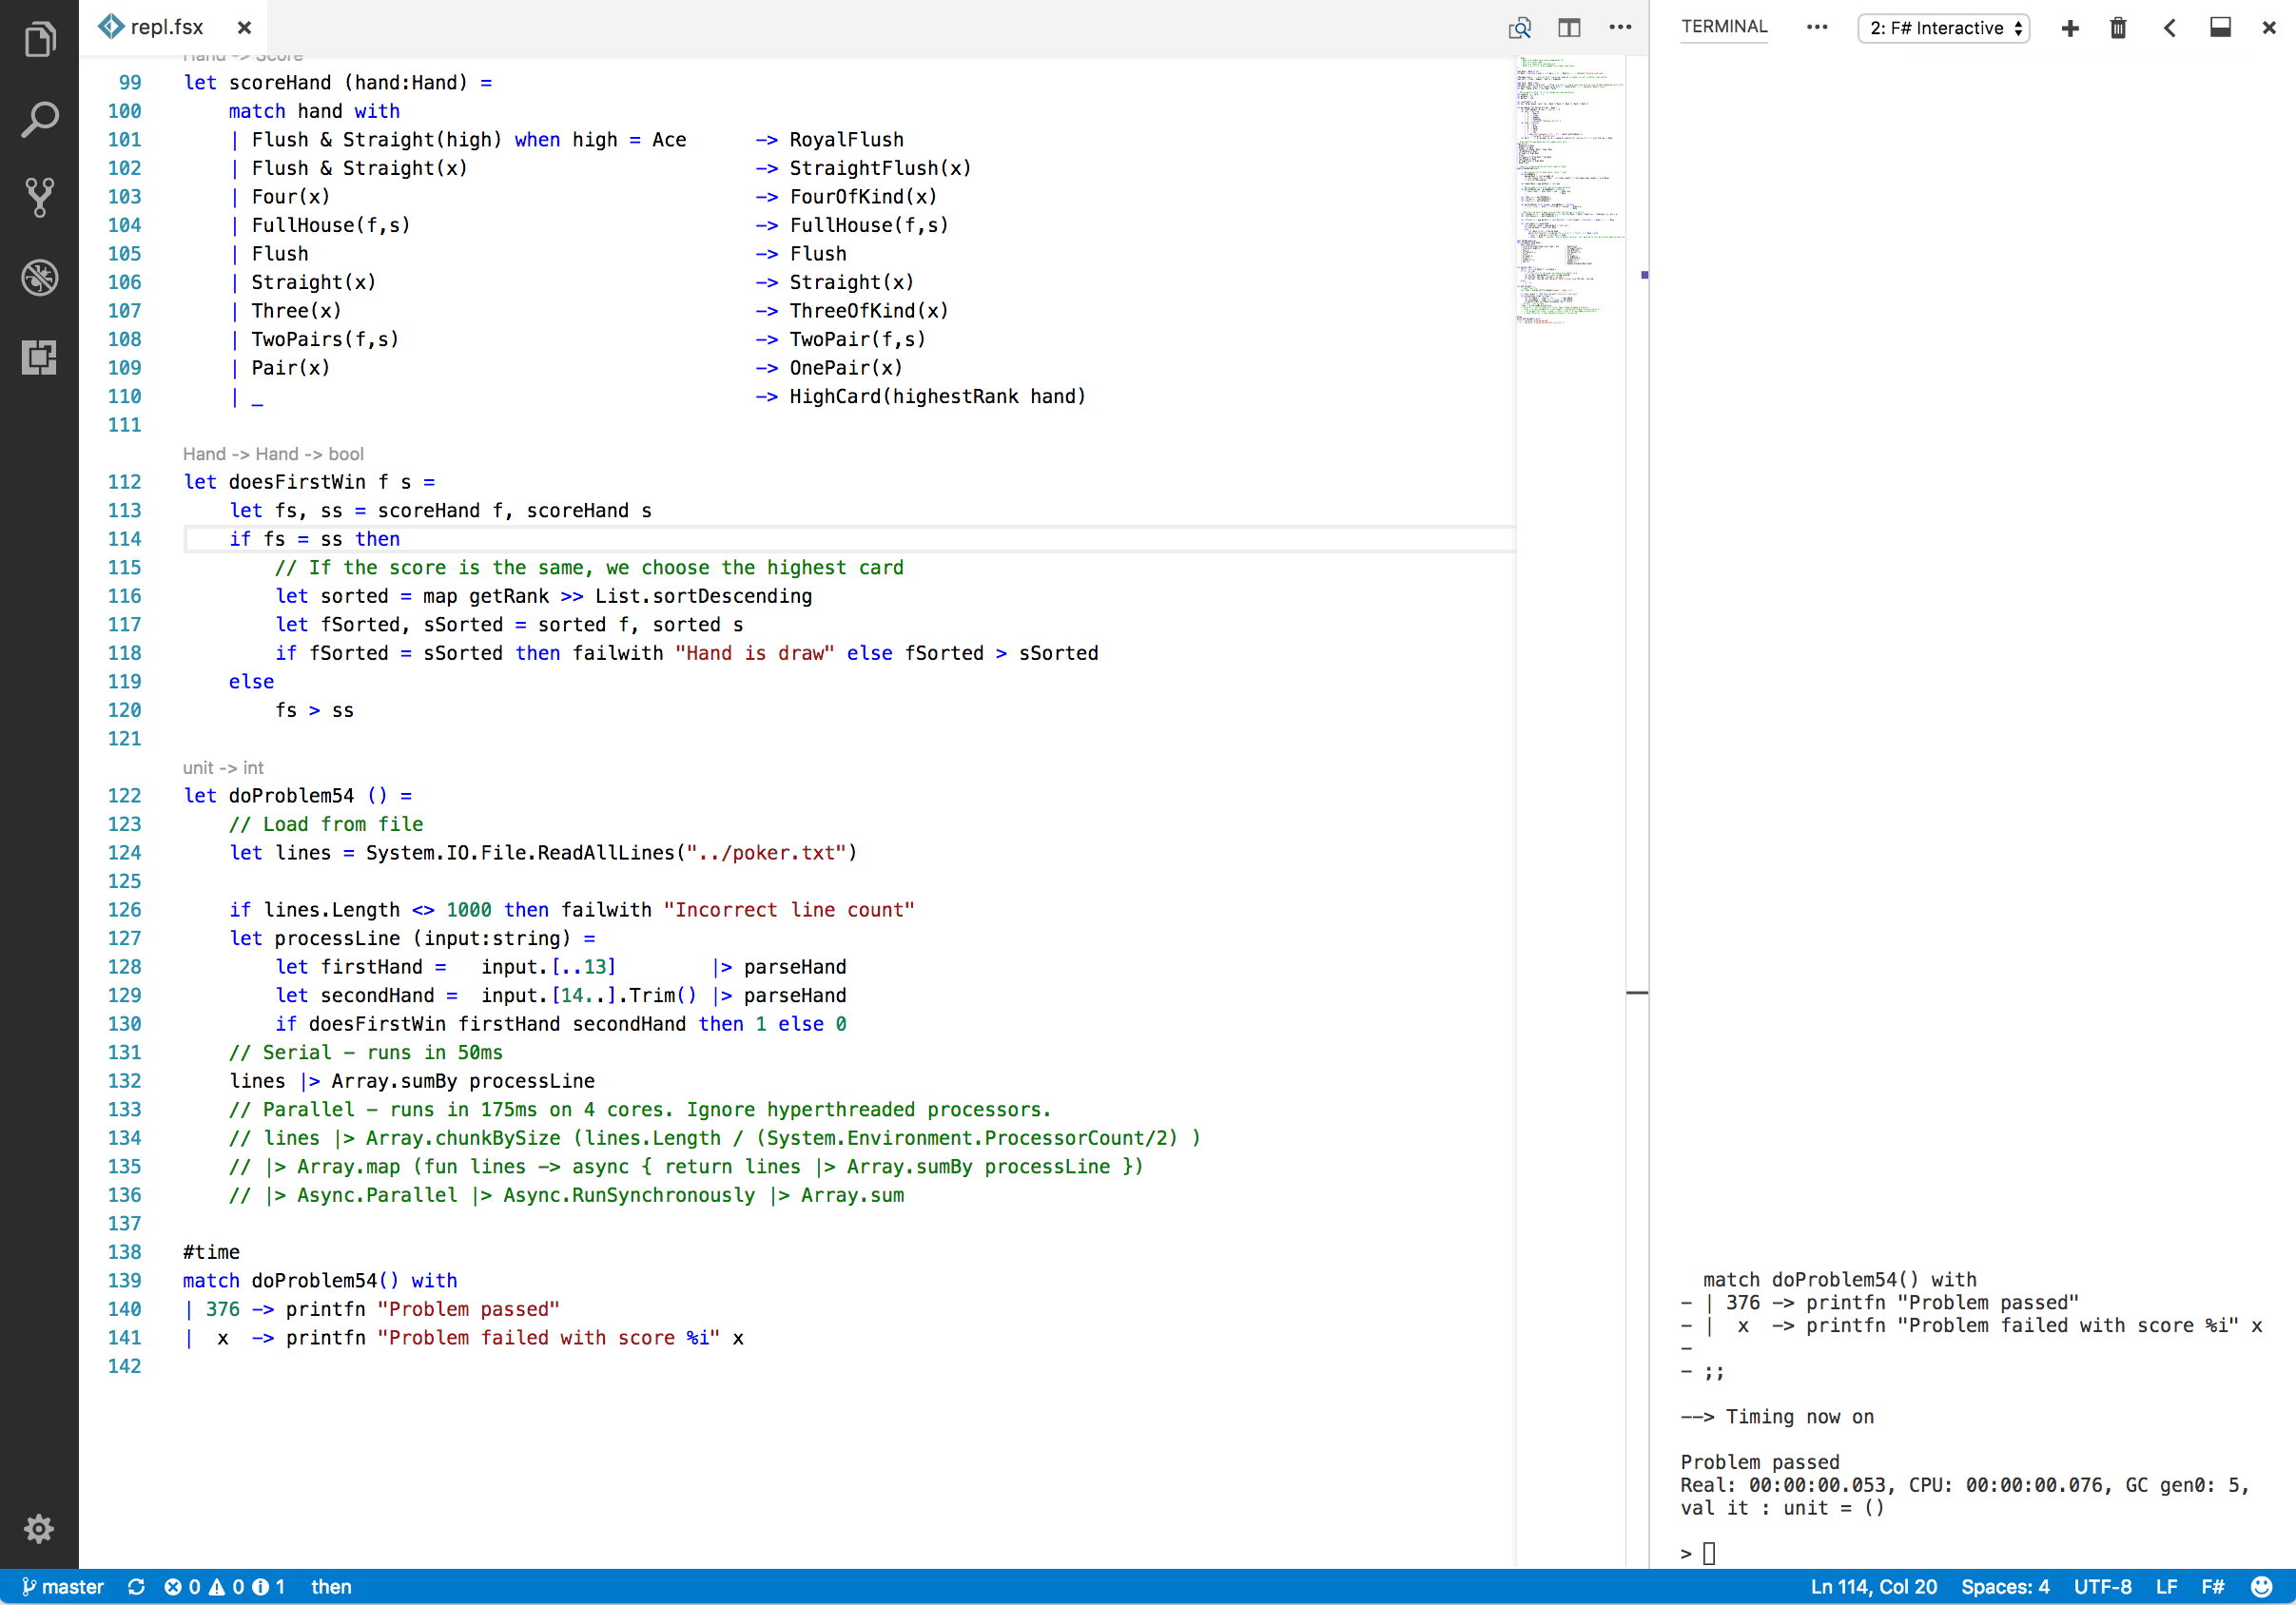 repl.fsx
Hand -> Score
99 let scoreHand (hand:Hand) =
100     match hand with
101     | Flush & Straight(high) when high = Ace      -> RoyalFlush
102     | Flush & Straight(x)                         -> StraightFlush(x)
103     | Four(x)                                     -> FourOfKind(x)
104     | FullHouse(f,s)                              -> FullHouse(f,s)
105     | Flush                                       -> Flush
106     | Straight(x)                                 -> Straight(x)
107     | Three(x)                                    -> ThreeOfKind(x)
108     | TwoPairs(f,s)                               -> TwoPair(f,s)
109     | Pair(x)                                     -> OnePair(x)
110     | _                                           -> HighCard(highestRank hand)
111
Hand -> Hand -> bool
112 let doesFirstWin f s =
113     let fs, ss = scoreHand f, scoreHand s
114     if fs = ss then
115         // If the score is the same, we choose the highest card
116         let sorted = map getRank >> List.sortDescending
117         let fSorted, sSorted = sorted f, sorted s
118         if fSorted = sSorted then failwith "Hand is draw" else fSorted > sSorted
119     else
120         fs > ss
121
unit -> int
122 let doProblem54 () =
123     // Load from file
124     let lines = System.IO.File.ReadAllLines("../poker.txt")
125
126     if lines.Length <> 1000 then failwith "Incorrect line count"
127     let processLine (input:string) =
128         let firstHand =   input.[..13]        |> parseHand
129         let secondHand =  input.[14..].Trim() |> parseHand
130         if doesFirstWin firstHand secondHand then 1 else 0
131     // Serial – runs in 50ms
132     lines |> Array.sumBy processLine
133     // Parallel – runs in 175ms on 4 cores. Ignore hyperthreaded processors.
134     // lines |> Array.chunkBySize (lines.Length / (System.Environment.ProcessorCount/2) )
135     // |> Array.map (fun lines -> async { return lines |> Array.sumBy processLine })
136     // |> Async.Parallel |> Async.RunSynchronously |> Array.sum
137
138 #time
139 match doProblem54() with
140 | 376 -> printfn "Problem passed"
141 |  x  -> printfn "Problem failed with score %i" x
142
TERMINAL
2: F# Interactive
  match doProblem54() with
- | 376 -> printfn "Problem passed"
- |  x  -> printfn "Problem failed with score %i" x
-
- ;;
--> Timing now on
Problem passed
Real: 00:00:00.053, CPU: 00:00:00.076, GC gen0: 5,
val it : unit = ()
>
master 0 0 1 then Ln 114, Col 20 Spaces: 4 UTF-8 LF F#